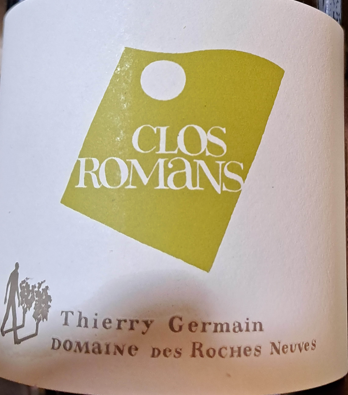 CLOS
ROMaNS
Thierry Germain
DOMAINE DES ROCHES NEUVES